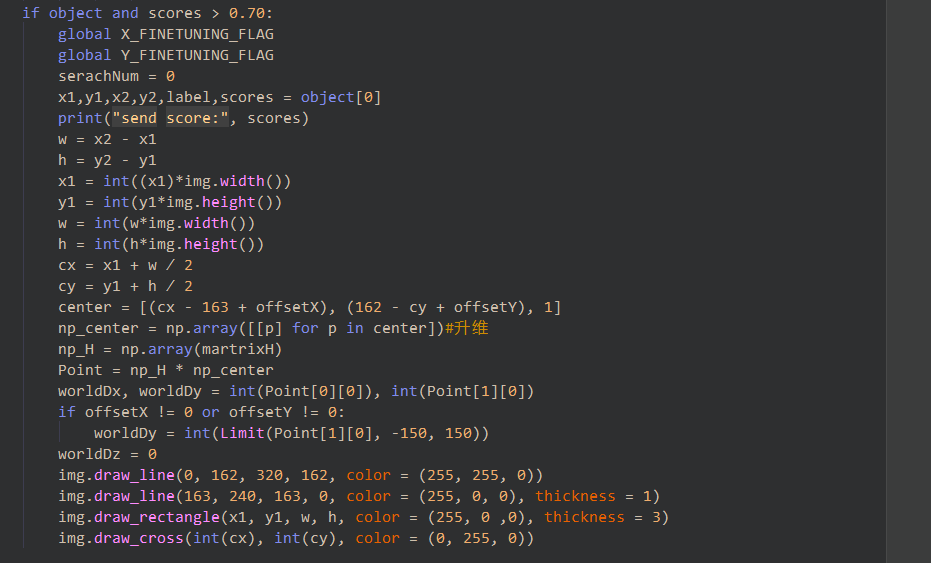 if object and scores > 0.70:
global X_FINETUNING_FLAG
global Y_FINETUNING_FLAG
serachNum = 0
x1,y1,x2,y2,label,scores = object[0]
print("send score:", scores)
w = x2 - x1
h = y2 - y1
x1 = int((x1)*img.width())
y1 = int(y1*img.height())
w = int(w*img.width())
h = int(h*img.height())
cx = x1 + w / 2
cy = y1 + h / 2
center = [(cx - 163 + offsetX), (162 - cy + offsetY), 1]
np_center = np.array([[p] for p in center])#升维
np_H = np.array(martrixH)
Point = np_H * np_center
worldDx, worldDy = int(Point[0][0]), int(Point[1][0])
if offsetX != 0 or offsetY != 0:
worldDy = int(Limit(Point[1][0], -150, 150))
worldDz = 0
img.draw_line(0, 162, 320, 162, color = (255, 255, 0))
img.draw_line(163, 240, 163, 0, color = (255, 0, 0), thickness = 1)
img.draw_rectangle(x1, y1, w, h, color = (255, 0 ,0), thickness = 3)
img.draw_cross(int(cx), int(cy), color = (0, 255, 0))